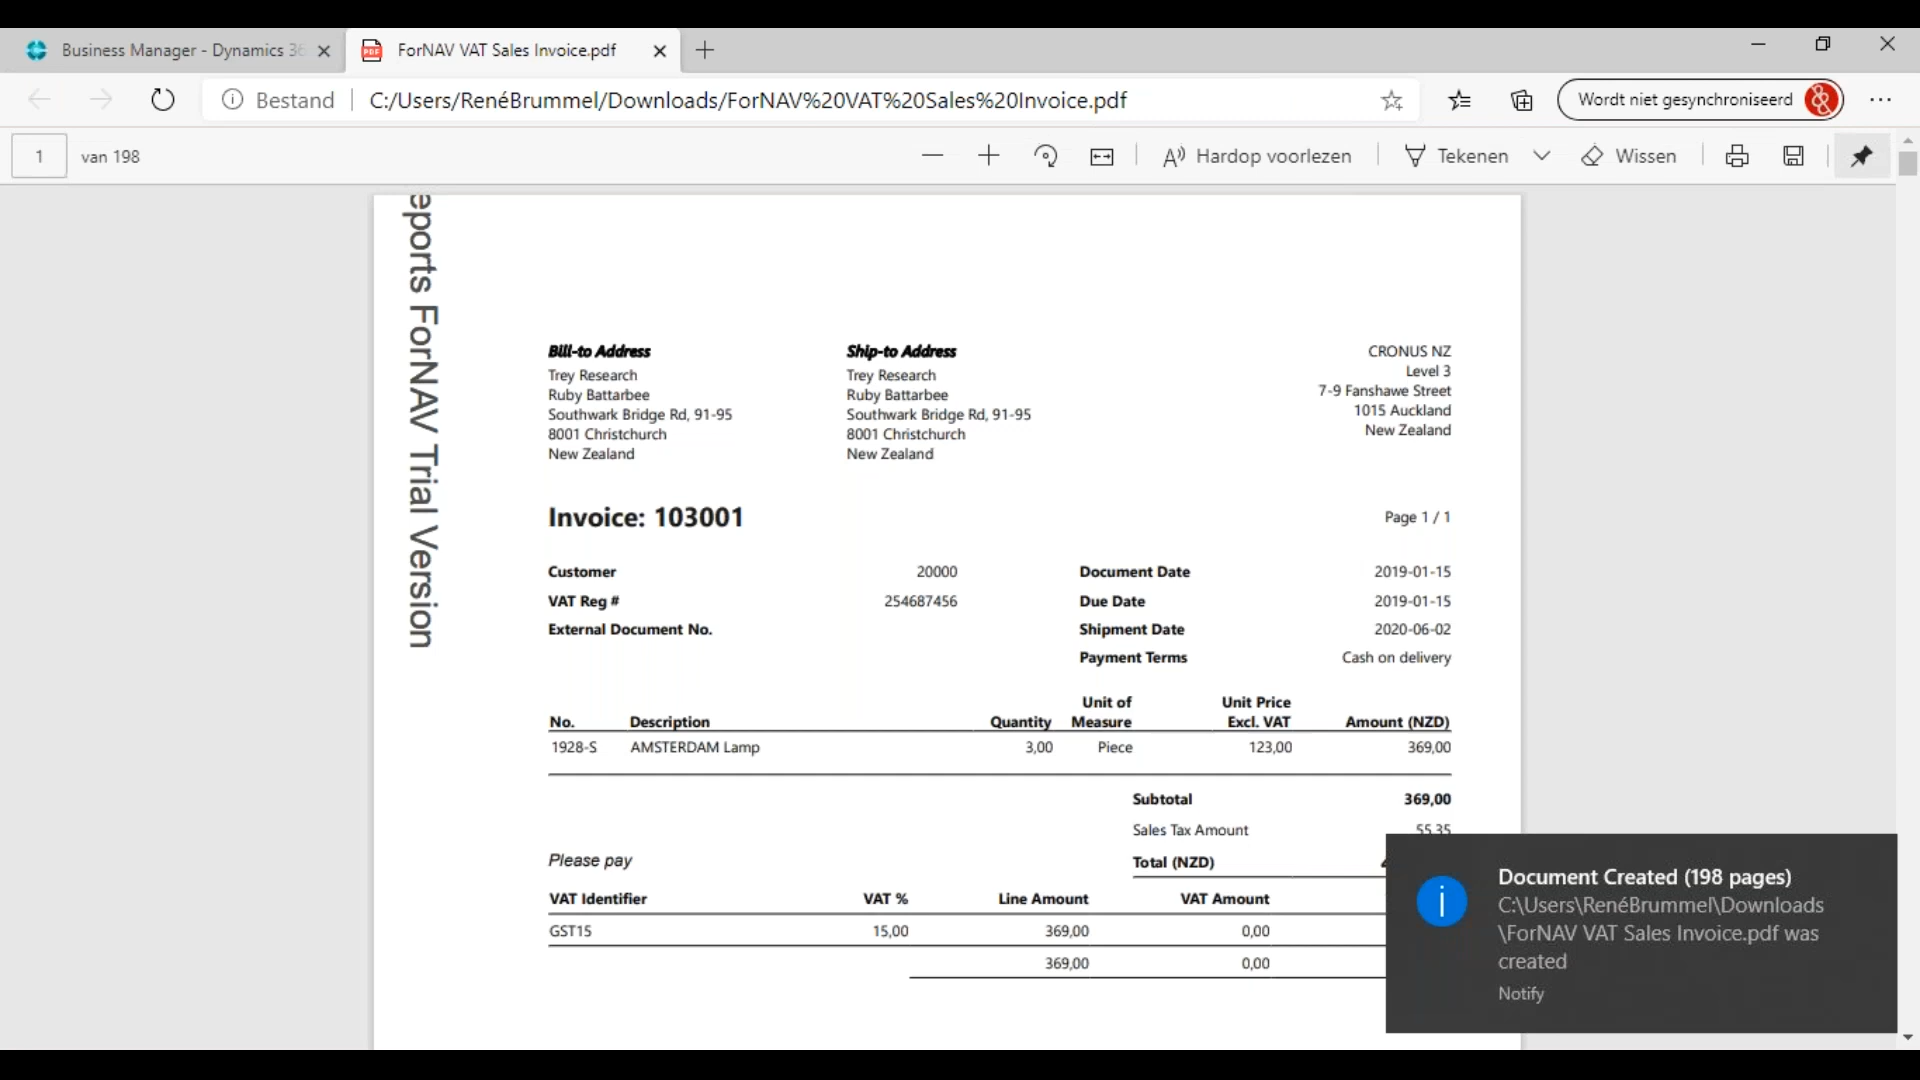 Business Manager - Dynamics 36
ForNAV VAT Sales Invoice.pdf
Bestand
C:/Users/RenéBrummel/Downloads/ForNAV%20VAT%20Sales%20Invoice.pdf
Wordt niet gesynchroniseerd
1 van 198
Hardop voorlezen
Tekenen
Wissen
eports ForNAV Trial Version
Bill-to Address
Trey Research
Ruby Battarbee
Southwark Bridge Rd, 91-95
8001 Christchurch
New Zealand
Ship-to Address
Trey Research
Ruby Battarbee
Southwark Bridge Rd, 91-95
8001 Christchurch
New Zealand
CRONUS NZ
Level 3
7-9 Fanshawe Street
1015 Auckland
New Zealand
Invoice: 103001
Page 1 / 1
Customer 20000
VAT Reg # 254687456
External Document No.
Document Date 2019-01-15
Due Date 2019-01-15
Shipment Date 2020-06-02
Payment Terms Cash on delivery
No. Description Quantity Unit of Measure Unit Price Excl. VAT Amount (NZD)
1928-S AMSTERDAM Lamp 3,00 Piece 123,00 369,00
Subtotal 369,00
Sales Tax Amount 55,35
Total (NZD)
Please pay
VAT Identifier VAT % Line Amount VAT Amount
GST15 15,00 369,00 0,00
369,00 0,00
Document Created (198 pages)
C:\Users\RenéBrummel\Downloads
\ForNAV VAT Sales Invoice.pdf was
created
Notify